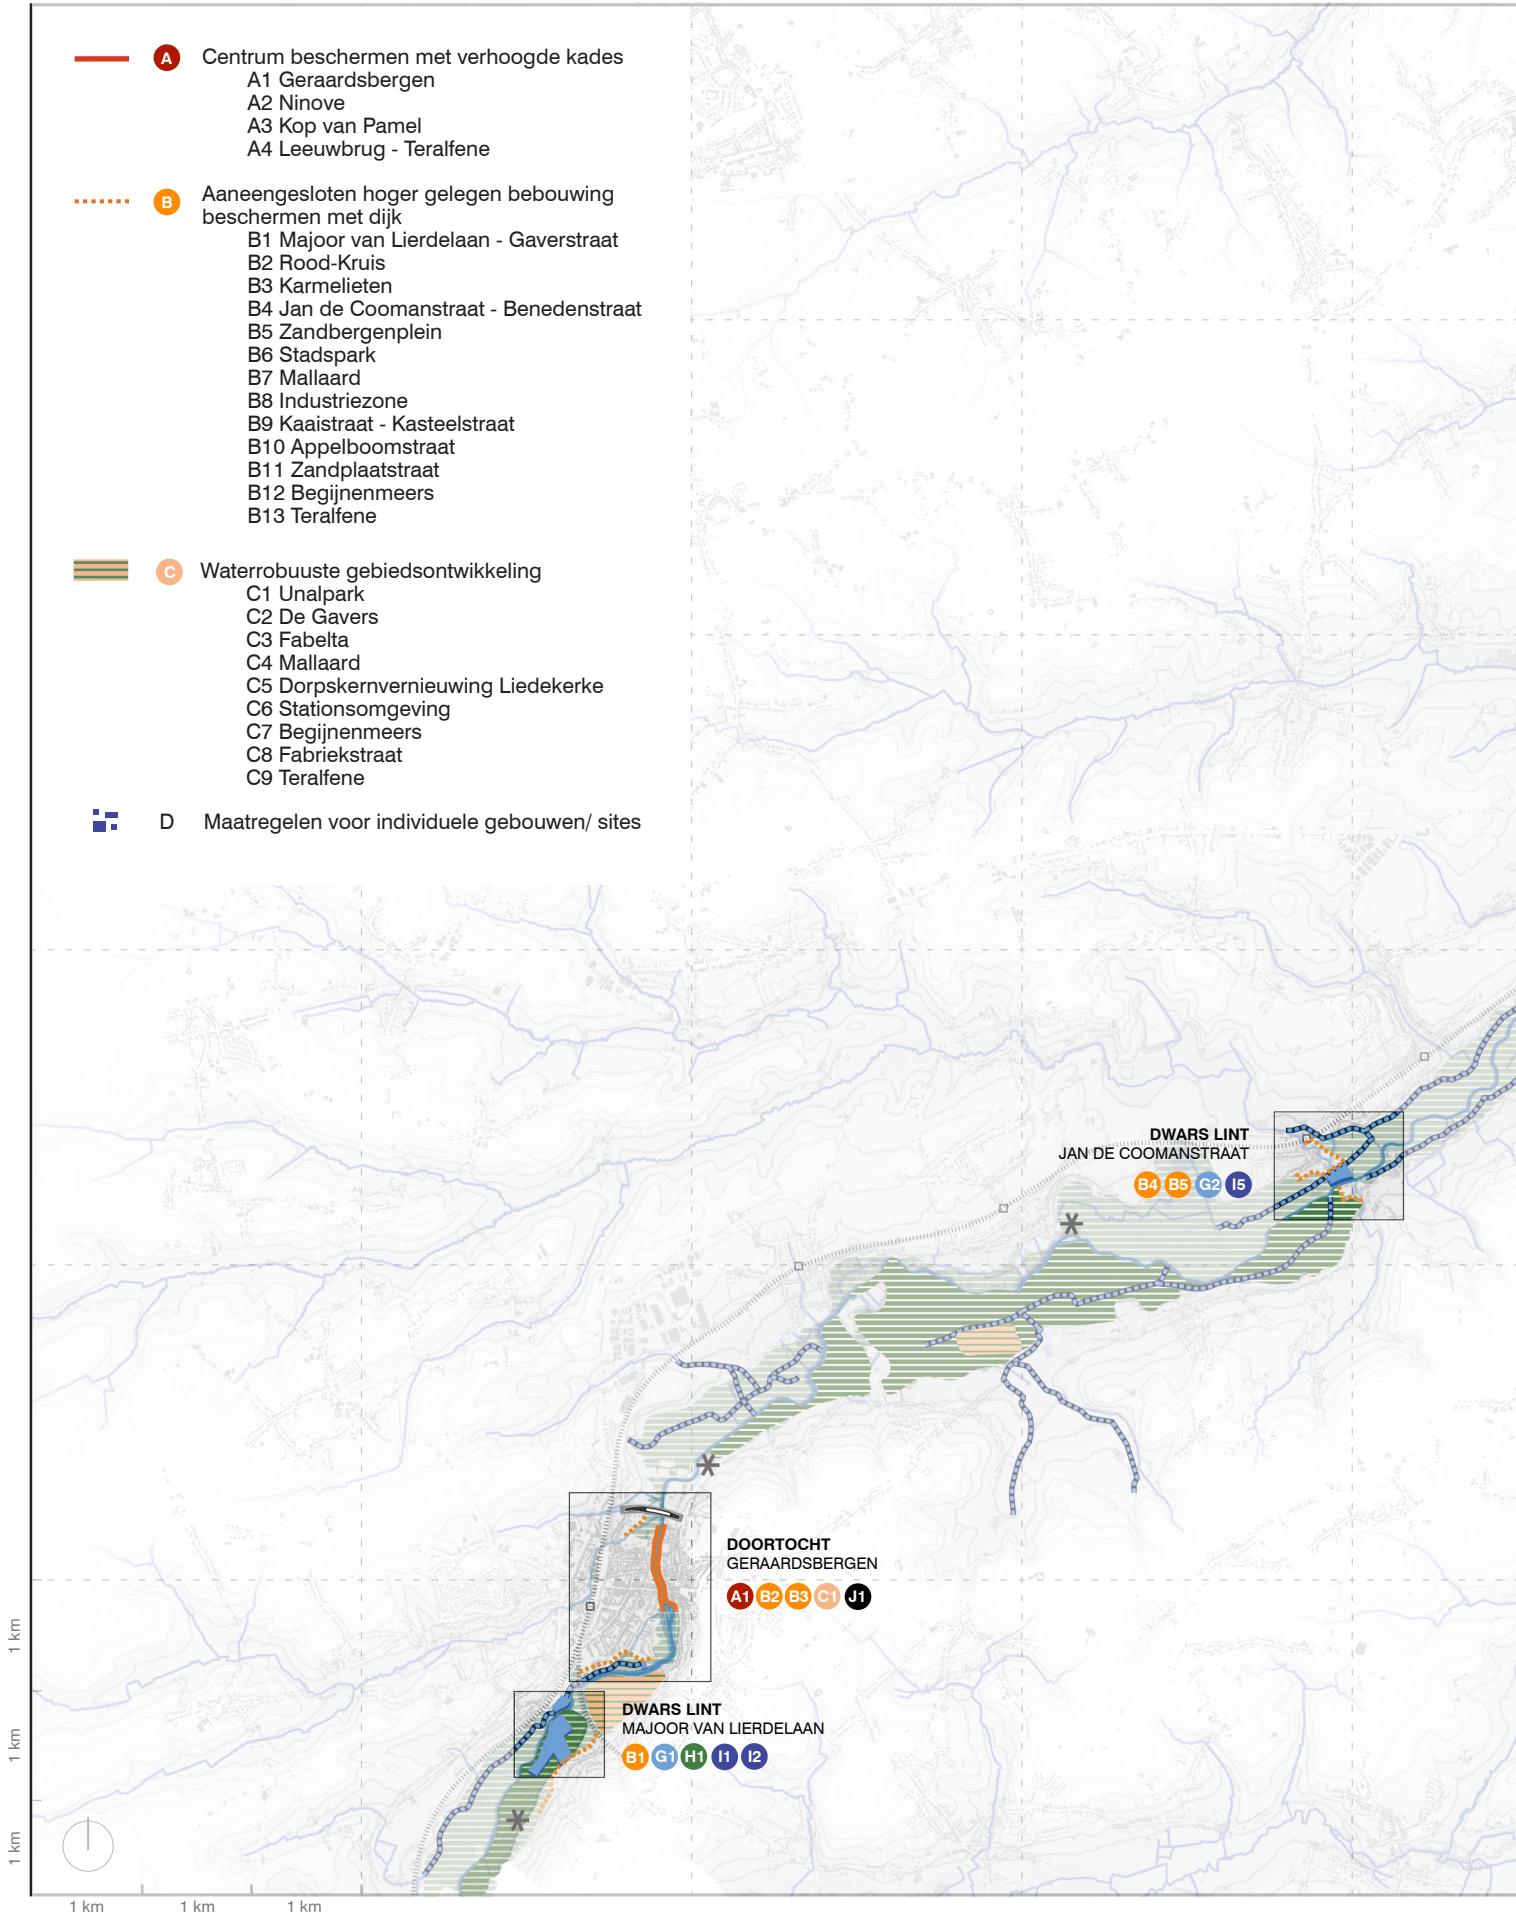 A Centrum beschermen met verhoogde kades
A1 Geraardsbergen
A2 Ninove
A3 Kop van Pamel
A4 Leeuwbrug - Teralfene
B Aaneengesloten hoger gelegen bebouwing
beschermen met dijk
B1 Majoor van Lierdelaan - Gaverstraat
B2 Rood-Kruis
B3 Karmelieten
B4 Jan de Coomanstraat - Benedenstraat
B5 Zandbergenplein
B6 Stadspark
B7 Mallaard
B8 Industriezone
B9 Kaaistraat - Kasteelstraat
B10 Appelboomstraat
B11 Zandplaatstraat
B12 Begijnenmeers
B13 Teralfene
C Waterrobuuste gebiedsontwikkeling
C1 Unalpark
C2 De Gavers
C3 Fabelta
C4 Mallaard
C5 Dorpskernvernieuwing Liedekerke
C6 Stationsomgeving
C7 Begijnenmeers
C8 Fabriekstraat
C9 Teralfene
D Maatregelen voor individuele gebouwen/ sites
DWARS LINT
JAN DE COOMANSTRAAT
B4 B5 G2 I5
DOORTOCHT
GERAARDSBERGEN
A1 B2 B3 C1 J1
DWARS LINT
MAJOOR VAN LIERDELAAN
B1 G1 H1 I1 I2
1 km
1 km
1 km
1 km 1 km 1 km